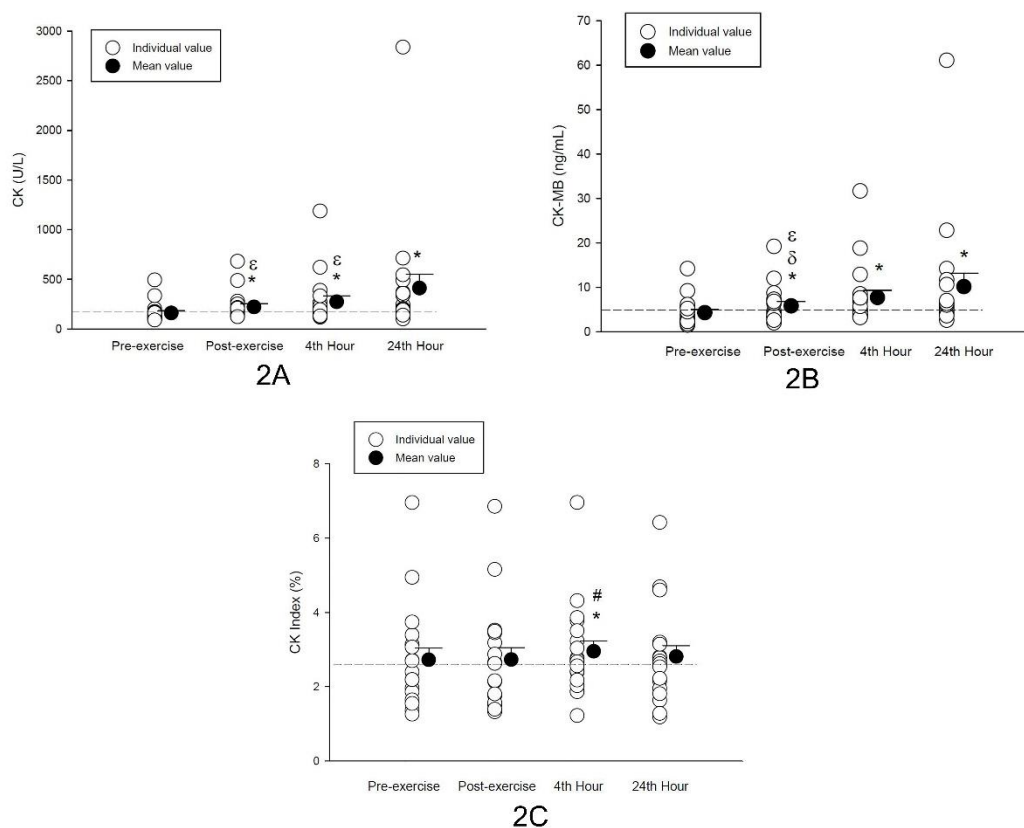 Individual value
Mean value
CK (U/L)
3000
2500
2000
1500
1000
500
0
ε
*
ε
*
*
Pre-exercise Post-exercise 4th Hour 24th Hour
2A
Individual value
Mean value
CK-MB (ng/mL)
70
60
50
40
30
20
10
0
ε
δ
*
*
*
Pre-exercise Post-exercise 4th Hour 24th Hour
2B
Individual value
Mean value
CK Index (%)
8
6
4
2
0
#
*
Pre-exercise Post-exercise 4th Hour 24th Hour
2C